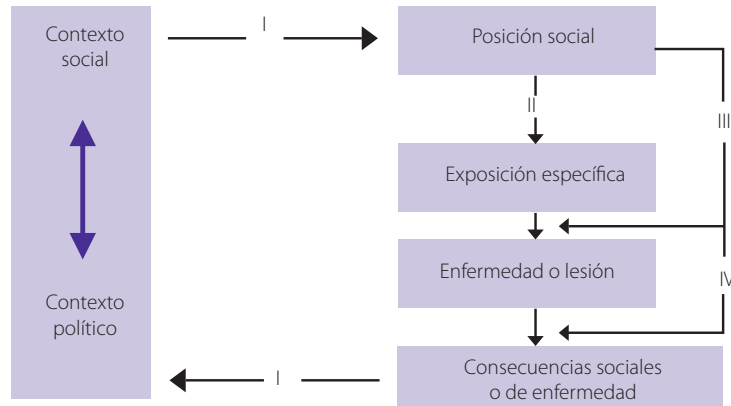 Contexto
social
I
Posición social
II
III
Exposición específica
Enfermedad o lesión
IV
Contexto
político
I
Consecuencias sociales
o de enfermedad